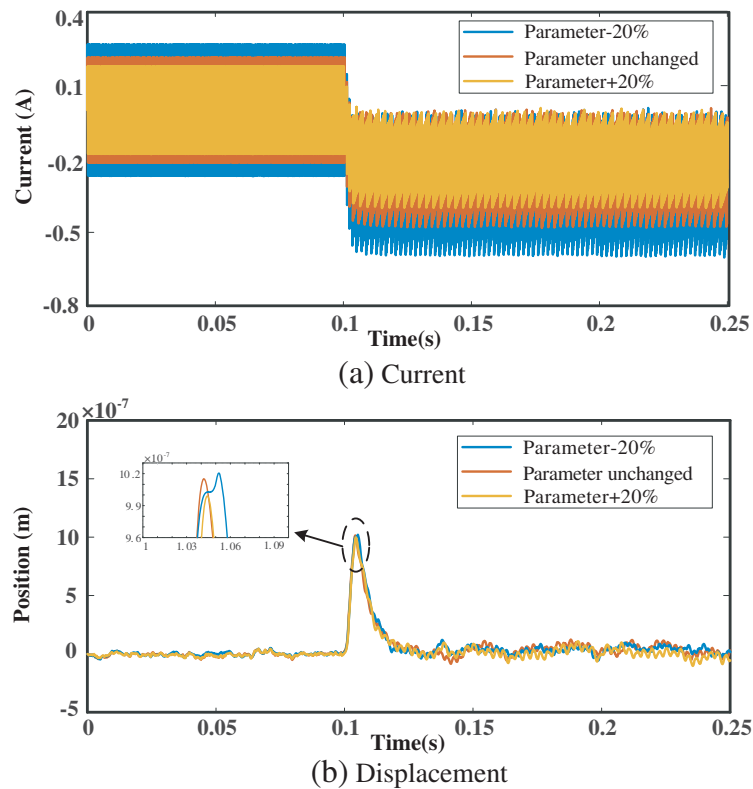 0.4
0.1
-0.2
-0.5
-0.8
Current (A)
Parameter-20%
Parameter unchanged
Parameter+20%
0 0.05 0.1 0.15 0.2 0.25
Time(s)
(a) Current
×10⁻⁷
20
15
10
5
0
-5
Position (m)
Parameter-20%
Parameter unchanged
Parameter+20%
×10⁻⁷
10.2
9.9
9.6
1 1.03 1.06 1.09
0 0.05 0.1 0.15 0.2 0.25
Time(s)
(b) Displacement